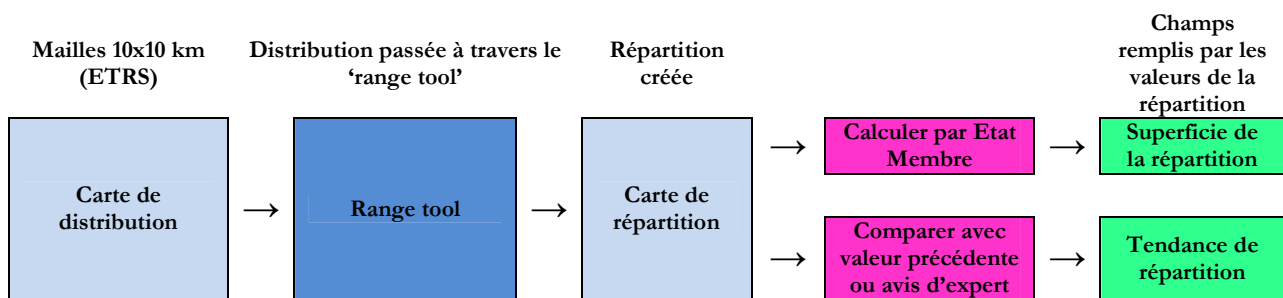 Mailles 10x10 km
(ETRS)
Distribution passée à travers le
‘range tool’
Répartition
créée
Champs
remplis par les
valeurs de la
répartition
Carte de
distribution
→
Range tool
→
Carte de
répartition
→
Calculer par Etat
Membre
→
Superficie de
la répartition
→
Comparer avec
valeur précédente
ou avis d’expert
→
Tendance de
répartition